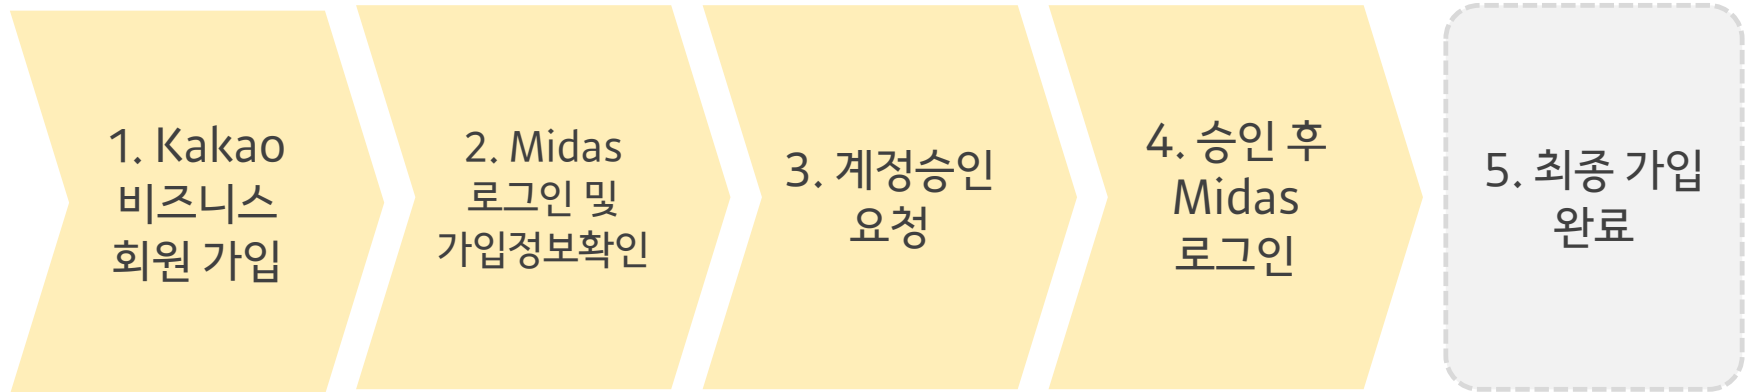 1. Kakao
비즈니스
회원 가입
2. Midas
로그인 및
가입정보확인
3. 계정승인
요청
4. 승인 후
Midas
로그인
5. 최종 가입
완료